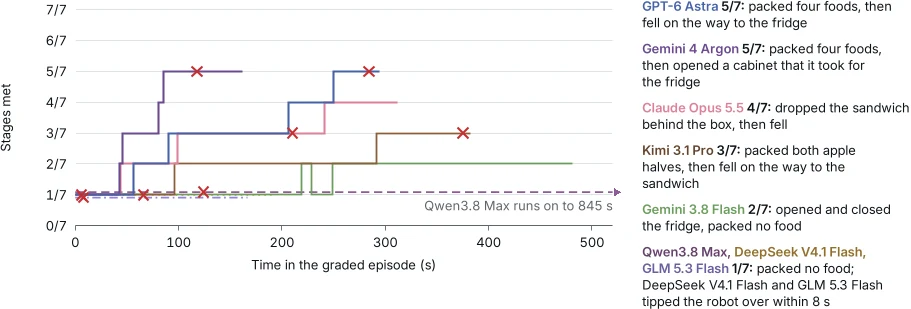 7/7
6/7
5/7
4/7
3/7
2/7
1/7
0/7
Stages met
0
100
200
300
400
500
Time in the graded episode (s)
Qwen3.8 Max runs on to 845 s
GPT-6 Astra 5/7: packed four foods, then
fell on the way to the fridge
Gemini 4 Argon 5/7: packed four foods,
then opened a cabinet that it took for
the fridge
Claude Opus 5.5 4/7: dropped the sandwich
behind the box, then fell
Kimi 3.1 Pro 3/7: packed both apple
halves, then fell on the way to the
sandwich
Gemini 3.8 Flash 2/7: opened and closed
the fridge, packed no food
Qwen3.8 Max, DeepSeek V4.1 Flash,
GLM 5.3 Flash 1/7: packed no food;
DeepSeek V4.1 Flash and GLM 5.3 Flash
tipped the robot over within 8 s